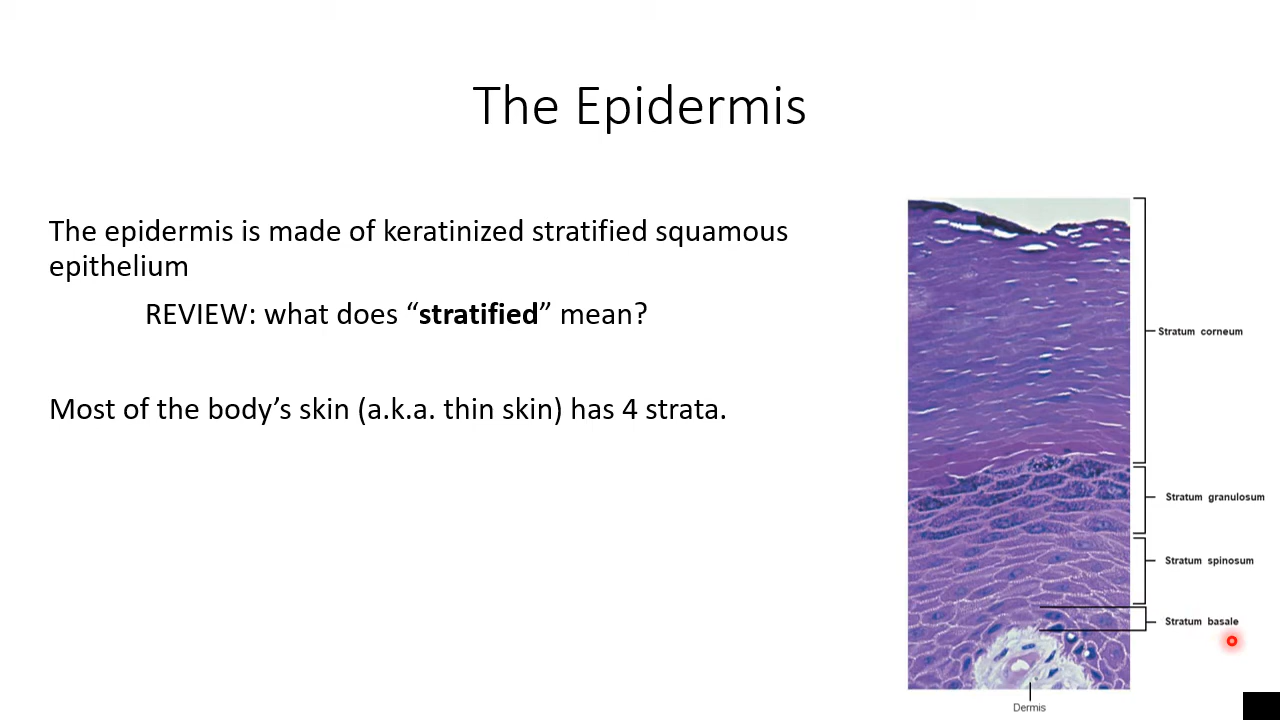 The Epidermis
The epidermis is made of keratinized stratified squamous
epithelium
REVIEW: what does “stratified” mean?
Most of the body’s skin (a.k.a. thin skin) has 4 strata.
Stratum corneum
Stratum granulosum
Stratum spinosum
Stratum basale
Dermis